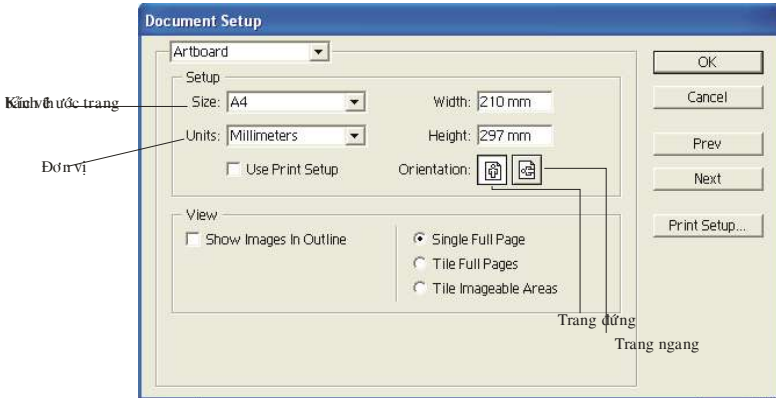 Document Setup
Artboard
OK
Setup
Size: A4
Width: 210 mm
Cancel
thước trang
Units: Millimeters
Height: 297 mm
Prev
Đơn vị
Use Print Setup
Orientation:
Next
View
Print Setup...
Show Images In Outline
Single Full Page
Tile Full Pages
Tile Imageable Areas
Trang đứng
Trang ngang